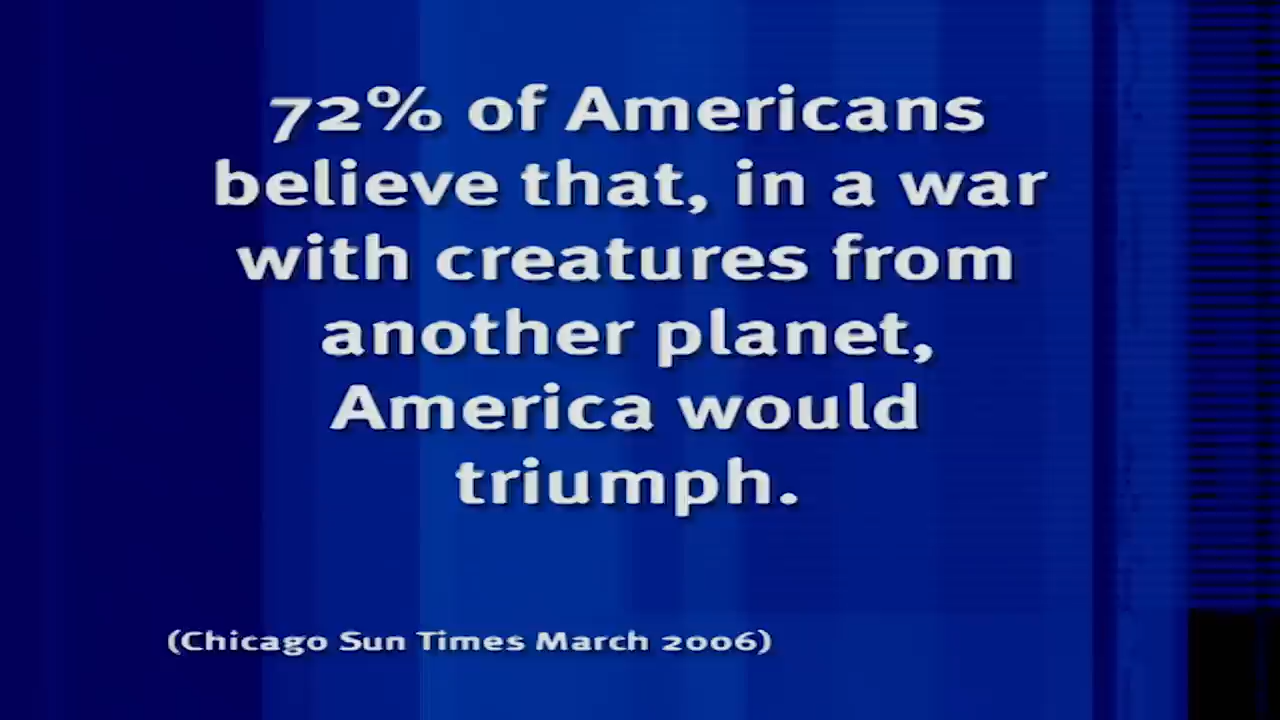 72% of Americans
believe that, in a war
with creatures from
another planet,
America would
triumph.
(Chicago Sun Times March 2006)